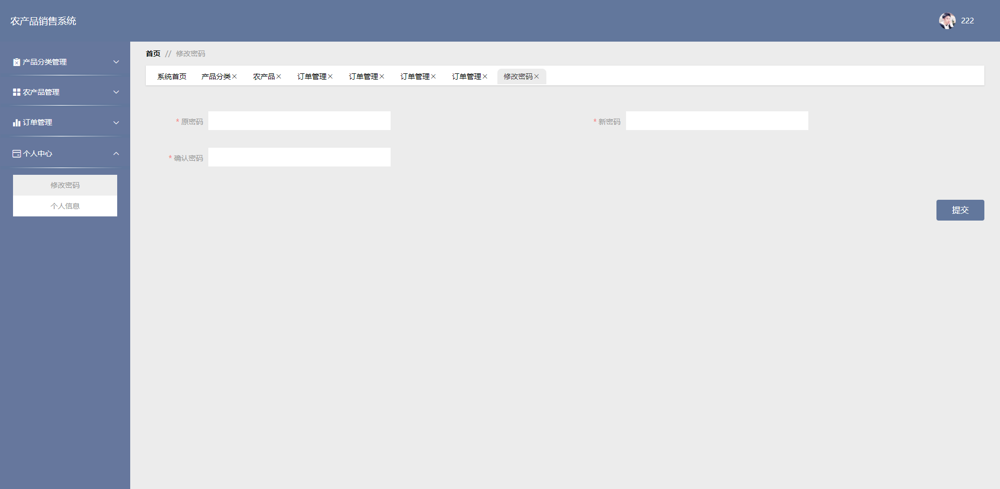 农产品销售系统
222
产品分类管理
农产品管理
订单管理
个人中心
修改密码
个人信息
首页 // 修改密码
系统首页 产品分类 农产品 订单管理 订单管理 订单管理 订单管理 修改密码
* 原密码
* 新密码
* 确认密码
提交